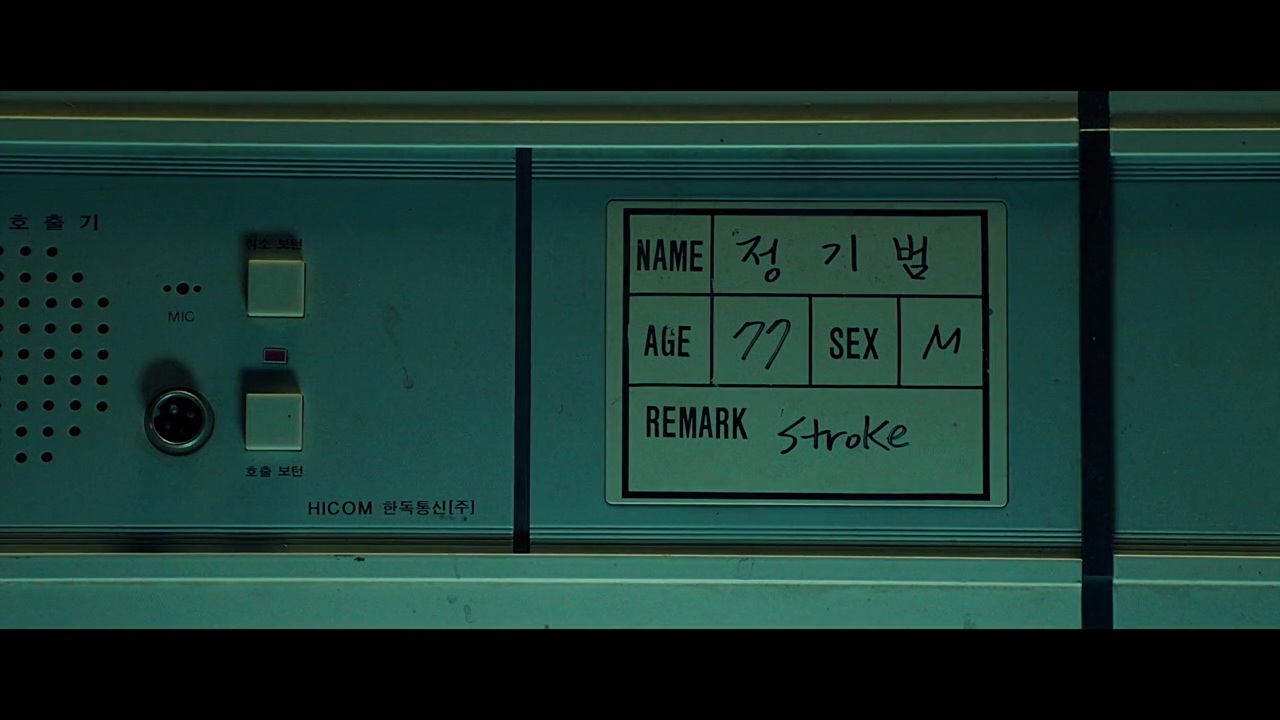 호출기
취소 보턴
MIC
호출 보턴
HICOM 한독통신[주]
NAME 정 기 범
AGE 77 SEX M
REMARK Stroke